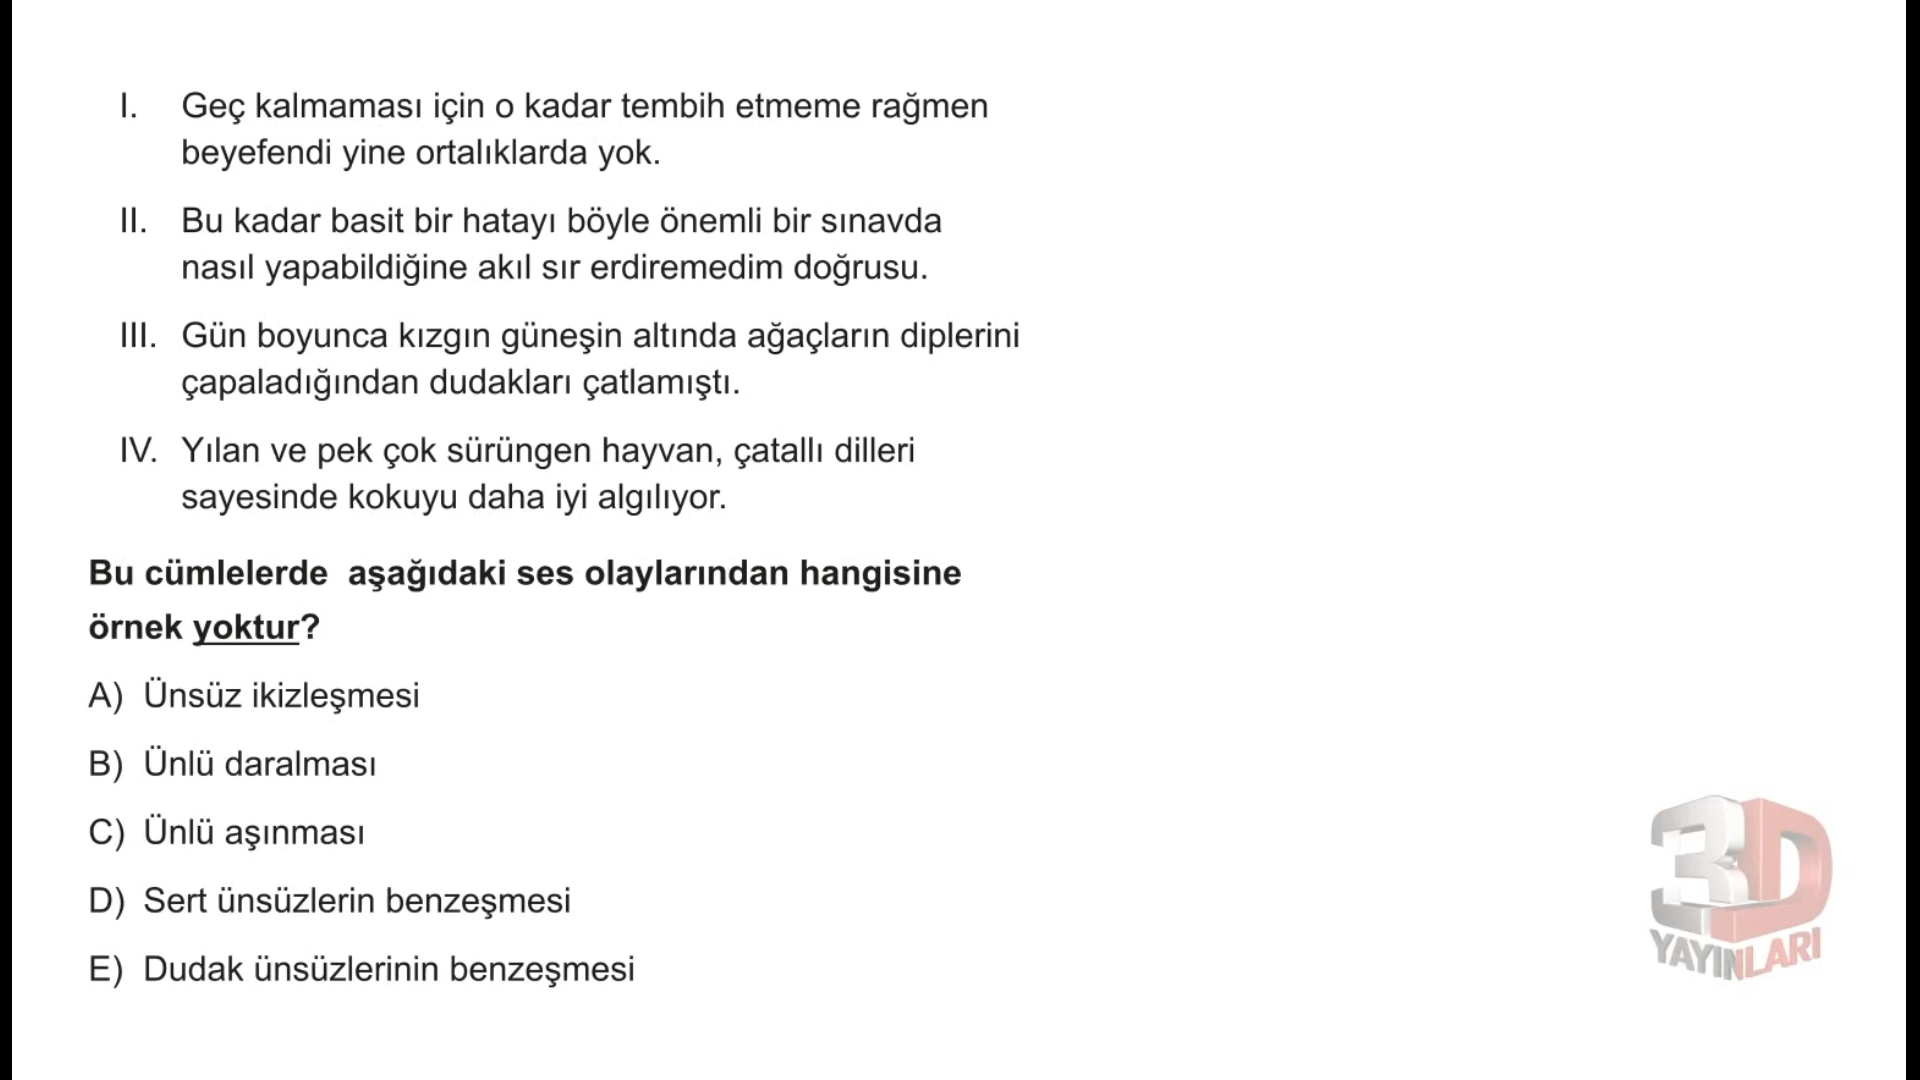 I. Geç kalmaması için o kadar tembih etmeme rağmen
beyefendi yine ortalıklarda yok.
II. Bu kadar basit bir hatayı böyle önemli bir sınavda
nasıl yapabildiğine akıl sır erdiremedim doğrusu.
III. Gün boyunca kızgın güneşin altında ağaçların diplerini
çapaladığından dudakları çatlamıştı.
IV. Yılan ve pek çok sürüngen hayvan, çatallı dilleri
sayesinde kokuyu daha iyi algılıyor.
Bu cümlelerde aşağıdaki ses olaylarından hangisine
örnek yoktur?
A) Ünsüz ikizleşmesi
B) Ünlü daralması
C) Ünlü aşınması
D) Sert ünsüzlerin benzeşmesi
E) Dudak ünsüzlerinin benzeşmesi
3D
YAYINLARI